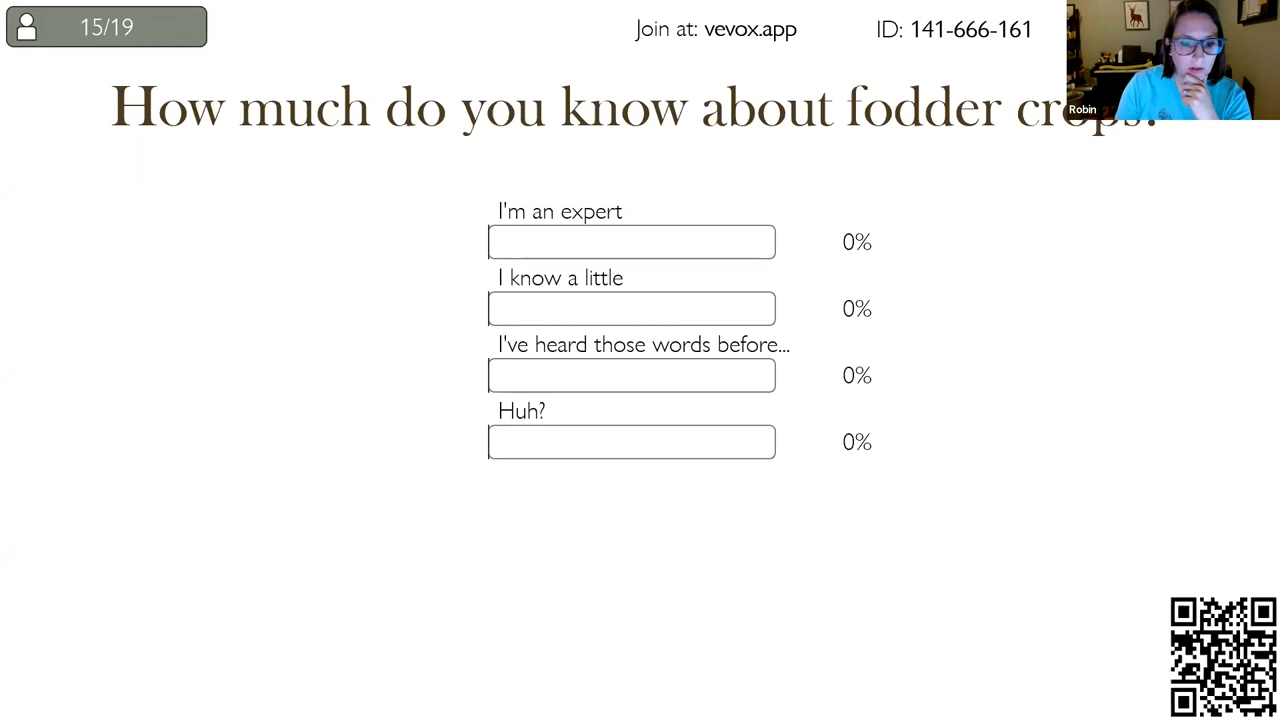 15/19
Join at: vevox.app
ID: 141-666-161
Robin
How much do you know about fodder crops?
I'm an expert
0%
I know a little
0%
I've heard those words before...
0%
Huh?
0%